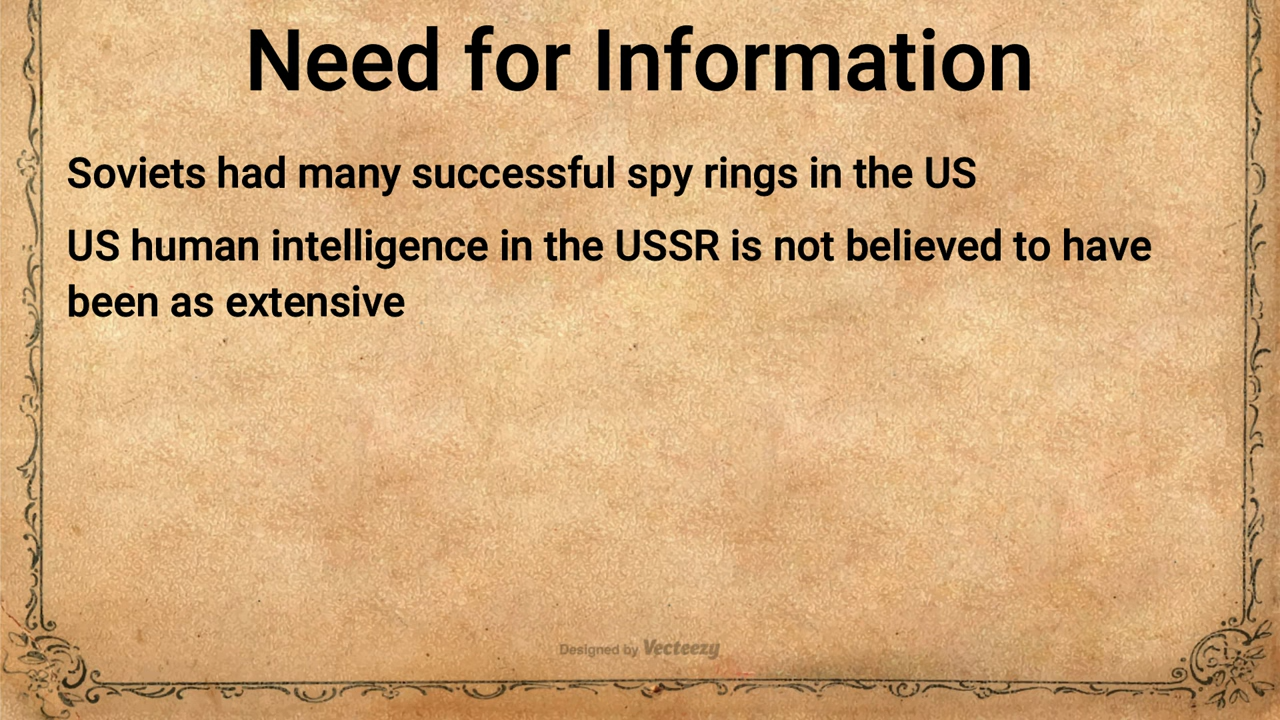 Need for Information
Soviets had many successful spy rings in the US
US human intelligence in the USSR is not believed to have
been as extensive
Designed by Vecteezy